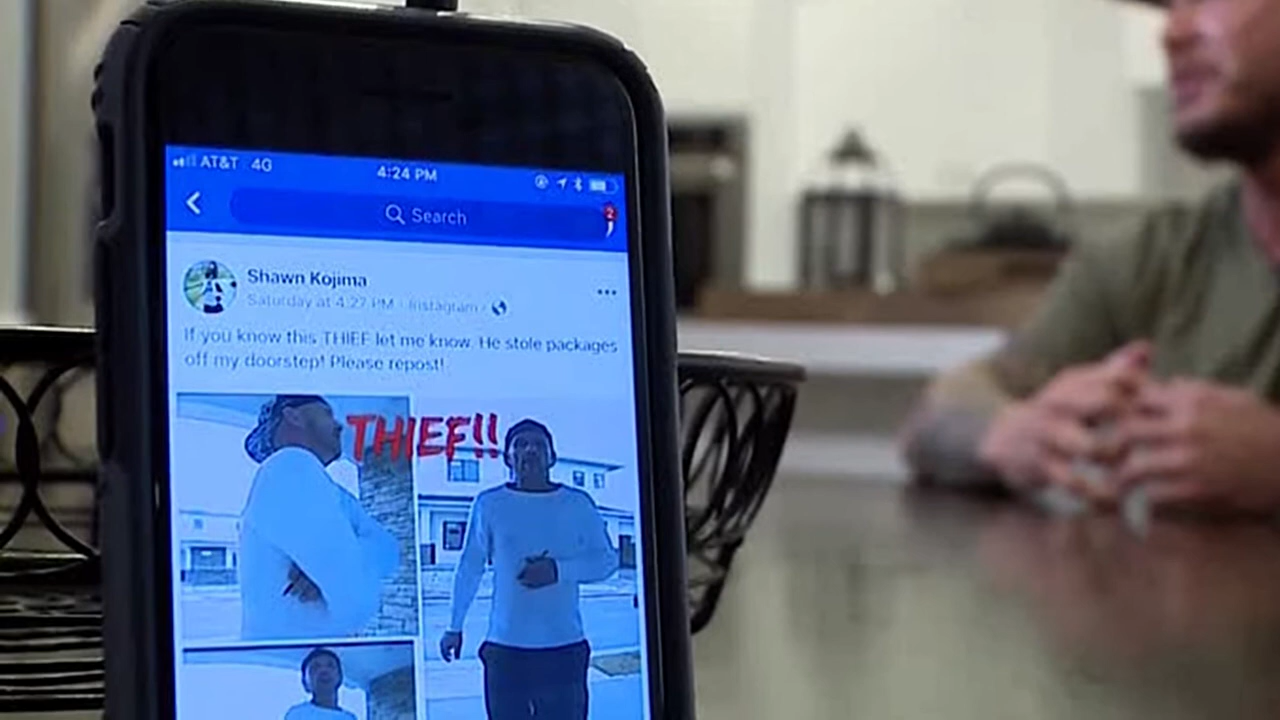 AT&T 4G 4:24 PM
Search 2
Shawn Kojima
Saturday at 4:27 PM · Instagram ·
If you know this THIEF let me know. He stole packages
off my doorstep! Please repost!
THIEF!!